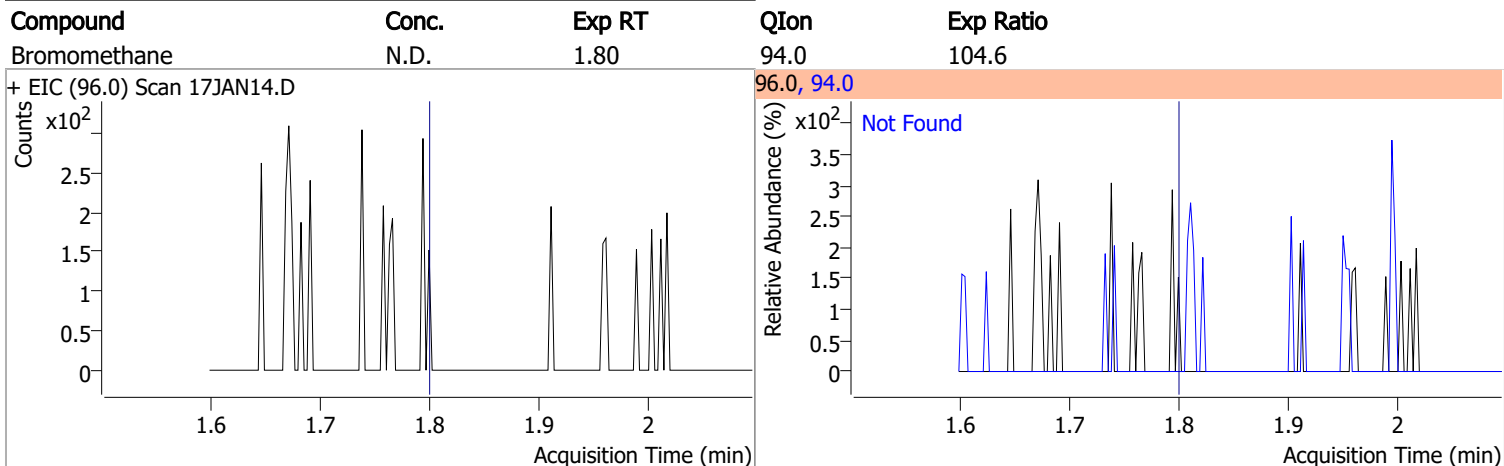 Compound Conc. Exp RT QIon Exp Ratio
Bromomethane N.D. 1.80 94.0 104.6
+ EIC (96.0) Scan 17JAN14.D
Counts
x10²
2.5
2
1.5
1
0.5
0
1.6 1.7 1.8 1.9 2
Acquisition Time (min)
96.0, 94.0
Relative Abundance (%)
x10²
Not Found
3.5
3
2.5
2
1.5
1
0.5
0
1.6 1.7 1.8 1.9 2
Acquisition Time (min)